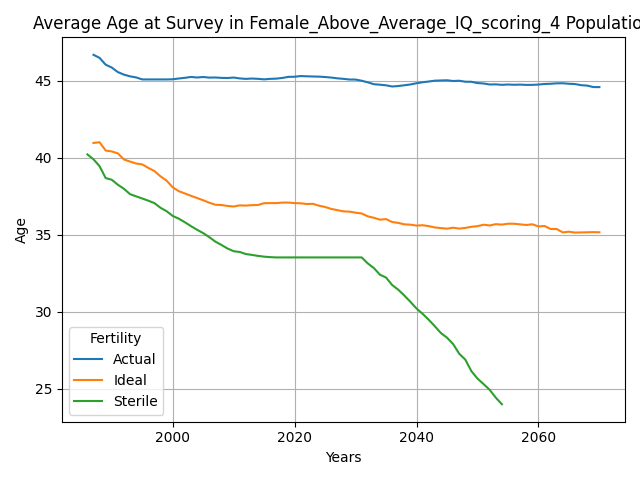 Average Age at Survey in Female_Above_Average_IQ_scoring_4 Populatio
45
40
35
30
25
Age
Fertility
Actual
Ideal
Sterile
2000 2020 2040 2060
Years